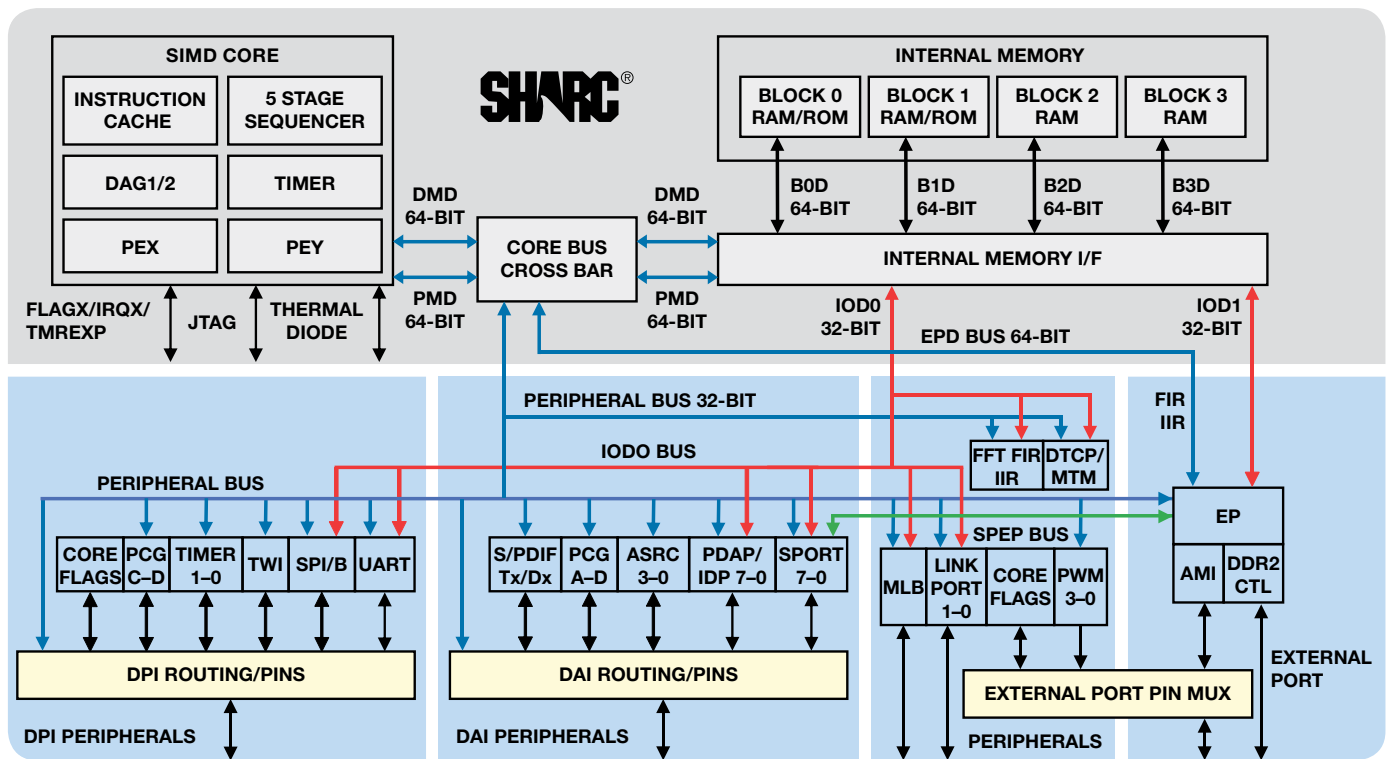 SIMD CORE
INSTRUCTION
CACHE
5 STAGE
SEQUENCER
DAG1/2
TIMER
PEX
PEY
SHARC®
INTERNAL MEMORY
BLOCK 0
RAM/ROM
BLOCK 1
RAM/ROM
BLOCK 2
RAM
BLOCK 3
RAM
B0D
64-BIT
B1D
64-BIT
B2D
64-BIT
B3D
64-BIT
DMD
64-BIT
DMD
64-BIT
CORE BUS
CROSS BAR
INTERNAL MEMORY I/F
PMD
64-BIT
PMD
64-BIT
FLAGX/IRQX/
TMREXP
JTAG
THERMAL
DIODE
IOD0
32-BIT
IOD1
32-BIT
EPD BUS 64-BIT
PERIPHERAL BUS 32-BIT
FIR
IIR
IODO BUS
FFT FIR
IIR
DTCP/
MTM
PERIPHERAL BUS
EP
SPEP BUS
CORE
FLAGS
PCG
C–D
TIMER
1–0
TWI
SPI/B
UART
S/PDIF
Tx/Dx
PCG
A–D
ASRC
3–0
PDAP/
IDP 7–0
SPORT
7–0
MLB
LINK
PORT
1–0
CORE
FLAGS
PWM
3–0
AMI
DDR2
CTL
DPI ROUTING/PINS
DAI ROUTING/PINS
EXTERNAL PORT PIN MUX
EXTERNAL
PORT
DPI PERIPHERALS
DAI PERIPHERALS
PERIPHERALS